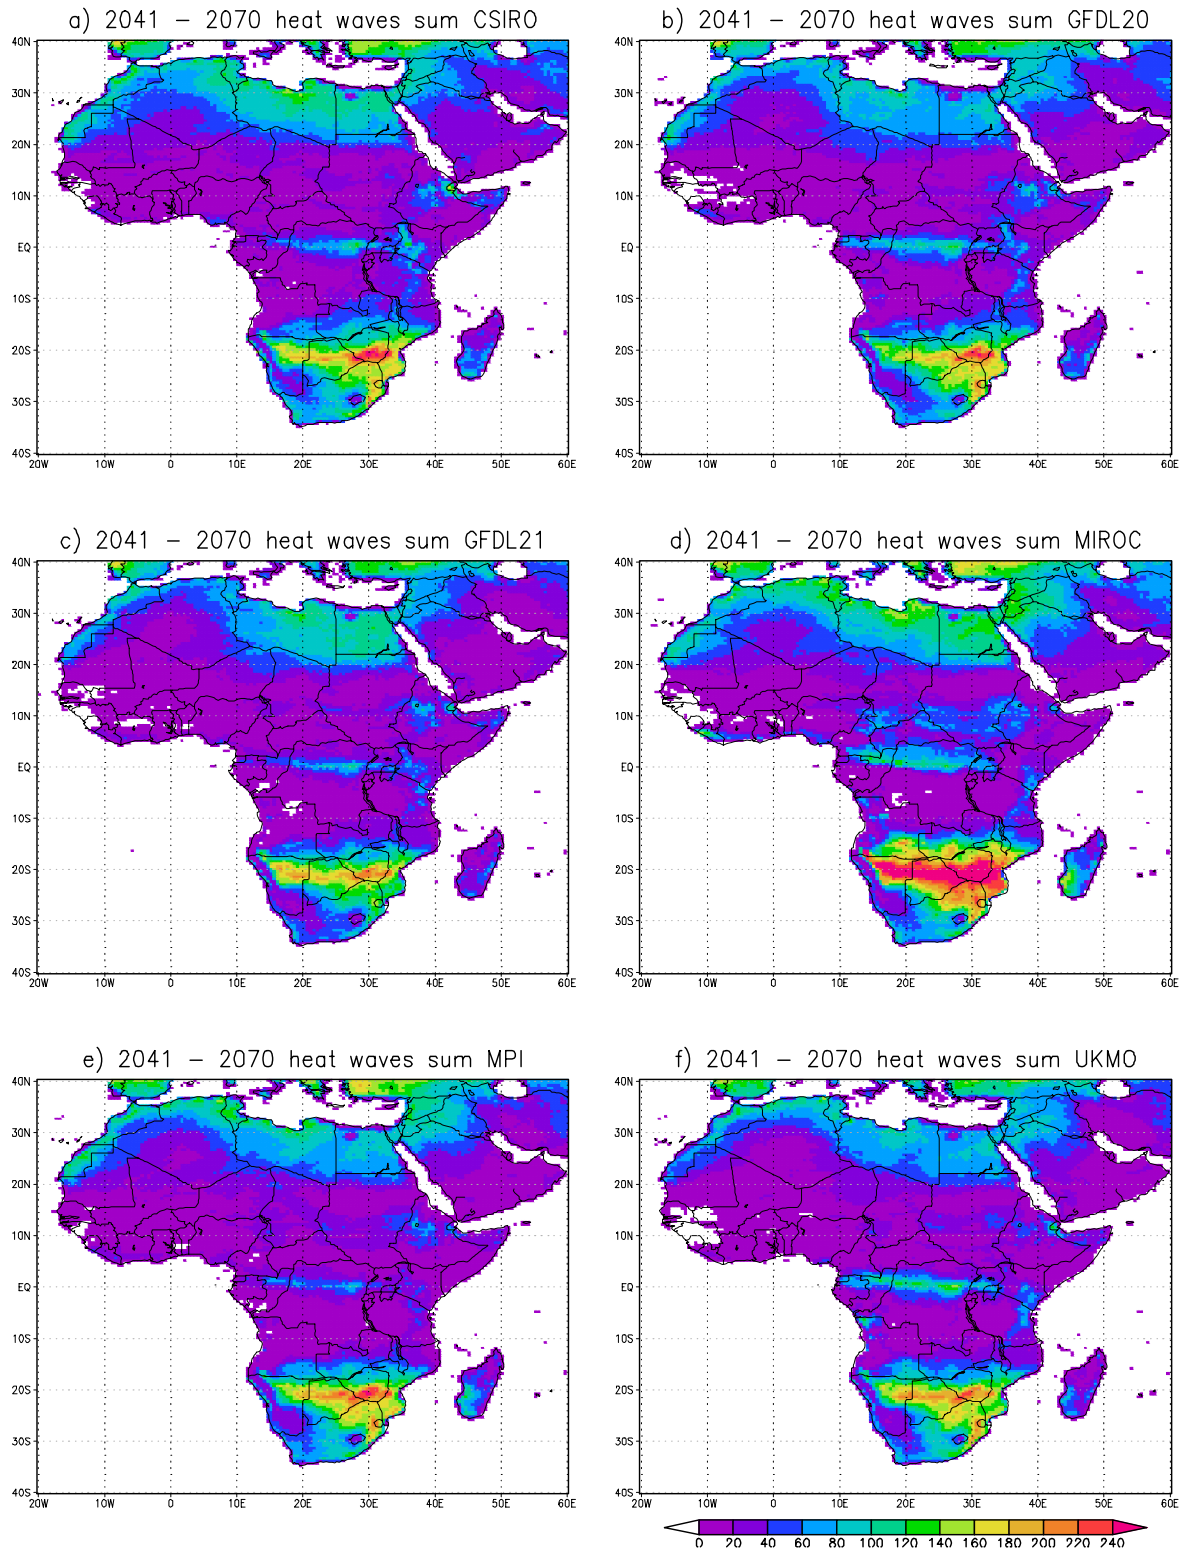 a) 2041 – 2070 heat waves sum CSIRO
b) 2041 – 2070 heat waves sum GFDL20
40N
30N
20N
10N
EQ
10S
20S
30S
40S
20W 10W 0 10E 20E 30E 40E 50E 60E
40N
30N
20N
10N
EQ
10S
20S
30S
40S
20W 10W 0 10E 20E 30E 40E 50E 60E
c) 2041 – 2070 heat waves sum GFDL21
d) 2041 – 2070 heat waves sum MIROC
40N
30N
20N
10N
EQ
10S
20S
30S
40S
20W 10W 0 10E 20E 30E 40E 50E 60E
40N
30N
20N
10N
EQ
10S
20S
30S
40S
20W 10W 0 10E 20E 30E 40E 50E 60E
e) 2041 – 2070 heat waves sum MPI
f) 2041 – 2070 heat waves sum UKMO
40N
30N
20N
10N
EQ
10S
20S
30S
40S
20W 10W 0 10E 20E 30E 40E 50E 60E
40N
30N
20N
10N
EQ
10S
20S
30S
40S
20W 10W 0 10E 20E 30E 40E 50E 60E
0 20 40 60 80 100 120 140 160 180 200 220 240